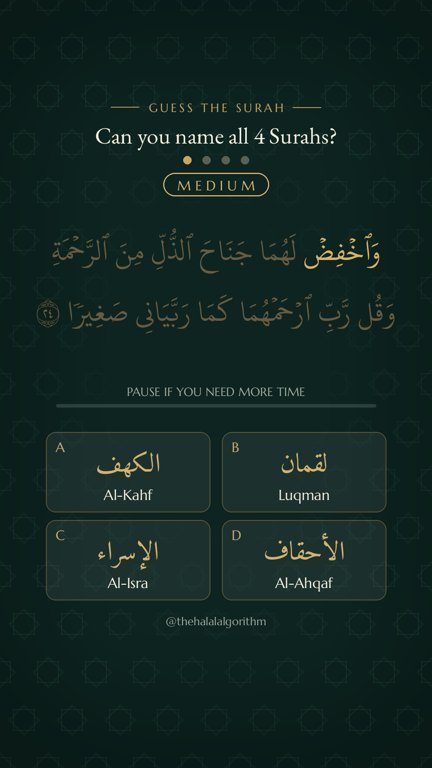 GUESS THE SURAH
Can you name all 4 Surahs?
MEDIUM
وَٱخۡفِضۡ لَهُمَا جَنَاحَ ٱلذُّلِّ مِنَ ٱلرَّحۡمَةِ
وَقُل رَّبِّ ٱرۡحَمۡهُمَا كَمَا رَبَّيَانِي صَغِيرٗا ٢٤
PAUSE IF YOU NEED MORE TIME
A
الكهف
Al-Kahf
B
لقمان
Luqman
C
الإسراء
Al-Isra
D
الأحقاف
Al-Ahqaf
@thehalalalgorithm